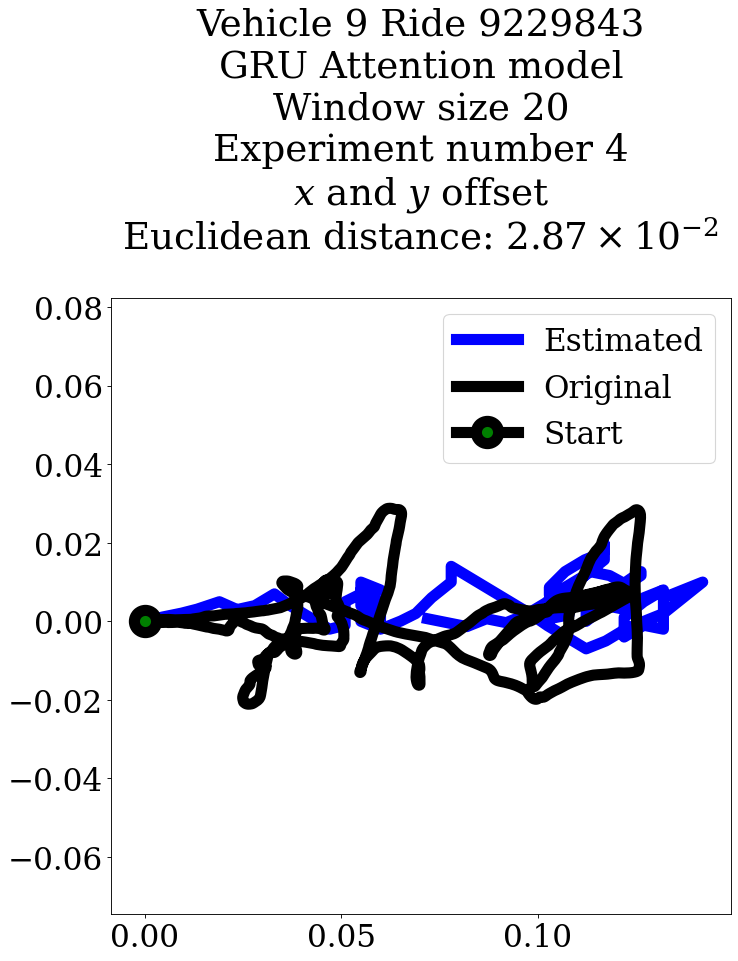 Vehicle 9 Ride 9229843
GRU Attention model
Window size 20
Experiment number 4
x and y offset
Euclidean distance: 2.87 × 10⁻²
0.08
0.06
0.04
0.02
0.00
−0.02
−0.04
−0.06
Estimated
Original
Start
0.00 0.05 0.10